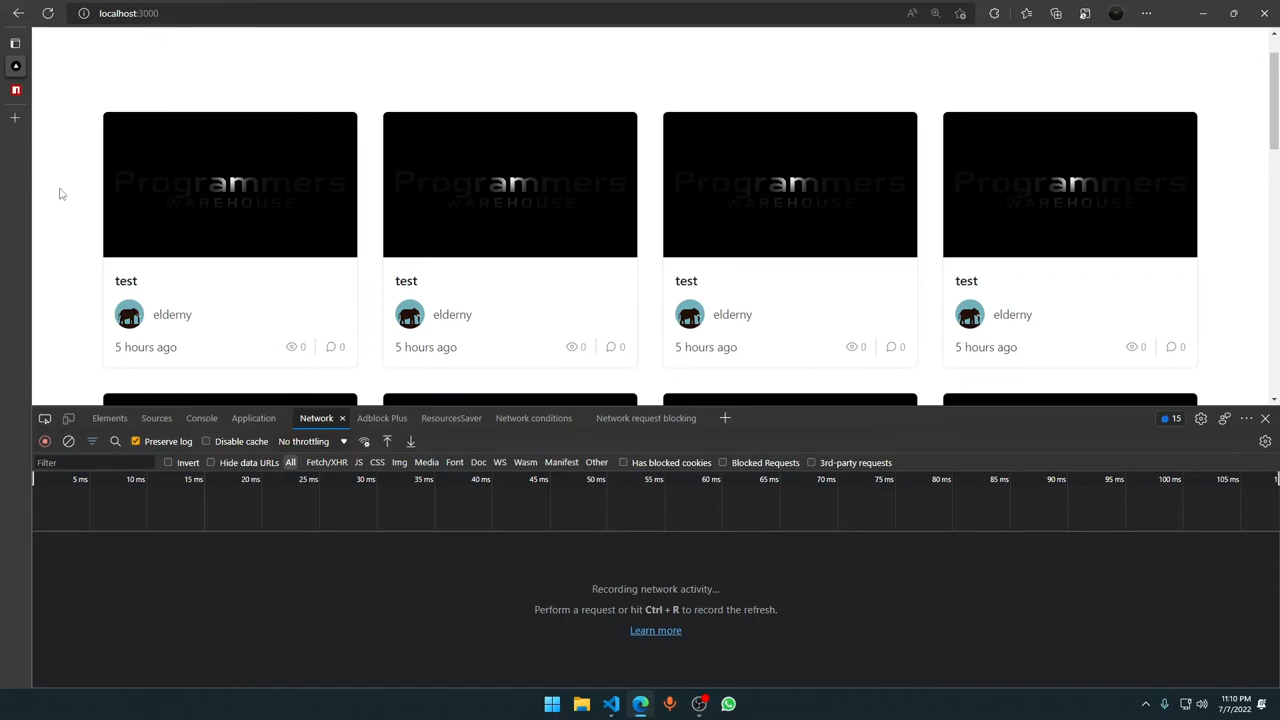 localhost:3000
Programmers Programmers Programmers Programmers
WAREHOUSE WAREHOUSE WAREHOUSE WAREHOUSE
test test test test
elderny elderny elderny elderny
5 hours ago 0 0 5 hours ago 0 0 5 hours ago 0 0 5 hours ago 0 0
Elements Sources Console Application Network Adblock Plus ResourcesSaver Network conditions Network request blocking 15
Preserve log Disable cache No throttling
Filter Invert Hide data URLs All Fetch/XHR JS CSS Img Media Font Doc WS Wasm Manifest Other Has blocked cookies Blocked Requests 3rd-party requests
5 ms 10 ms 15 ms 20 ms 25 ms 30 ms 35 ms 40 ms 45 ms 50 ms 55 ms 60 ms 65 ms 70 ms 75 ms 80 ms 85 ms 90 ms 95 ms 100 ms 105 ms 1
Recording network activity...
Perform a request or hit Ctrl + R to record the refresh.
Learn more
11:10 PM
7/7/2022